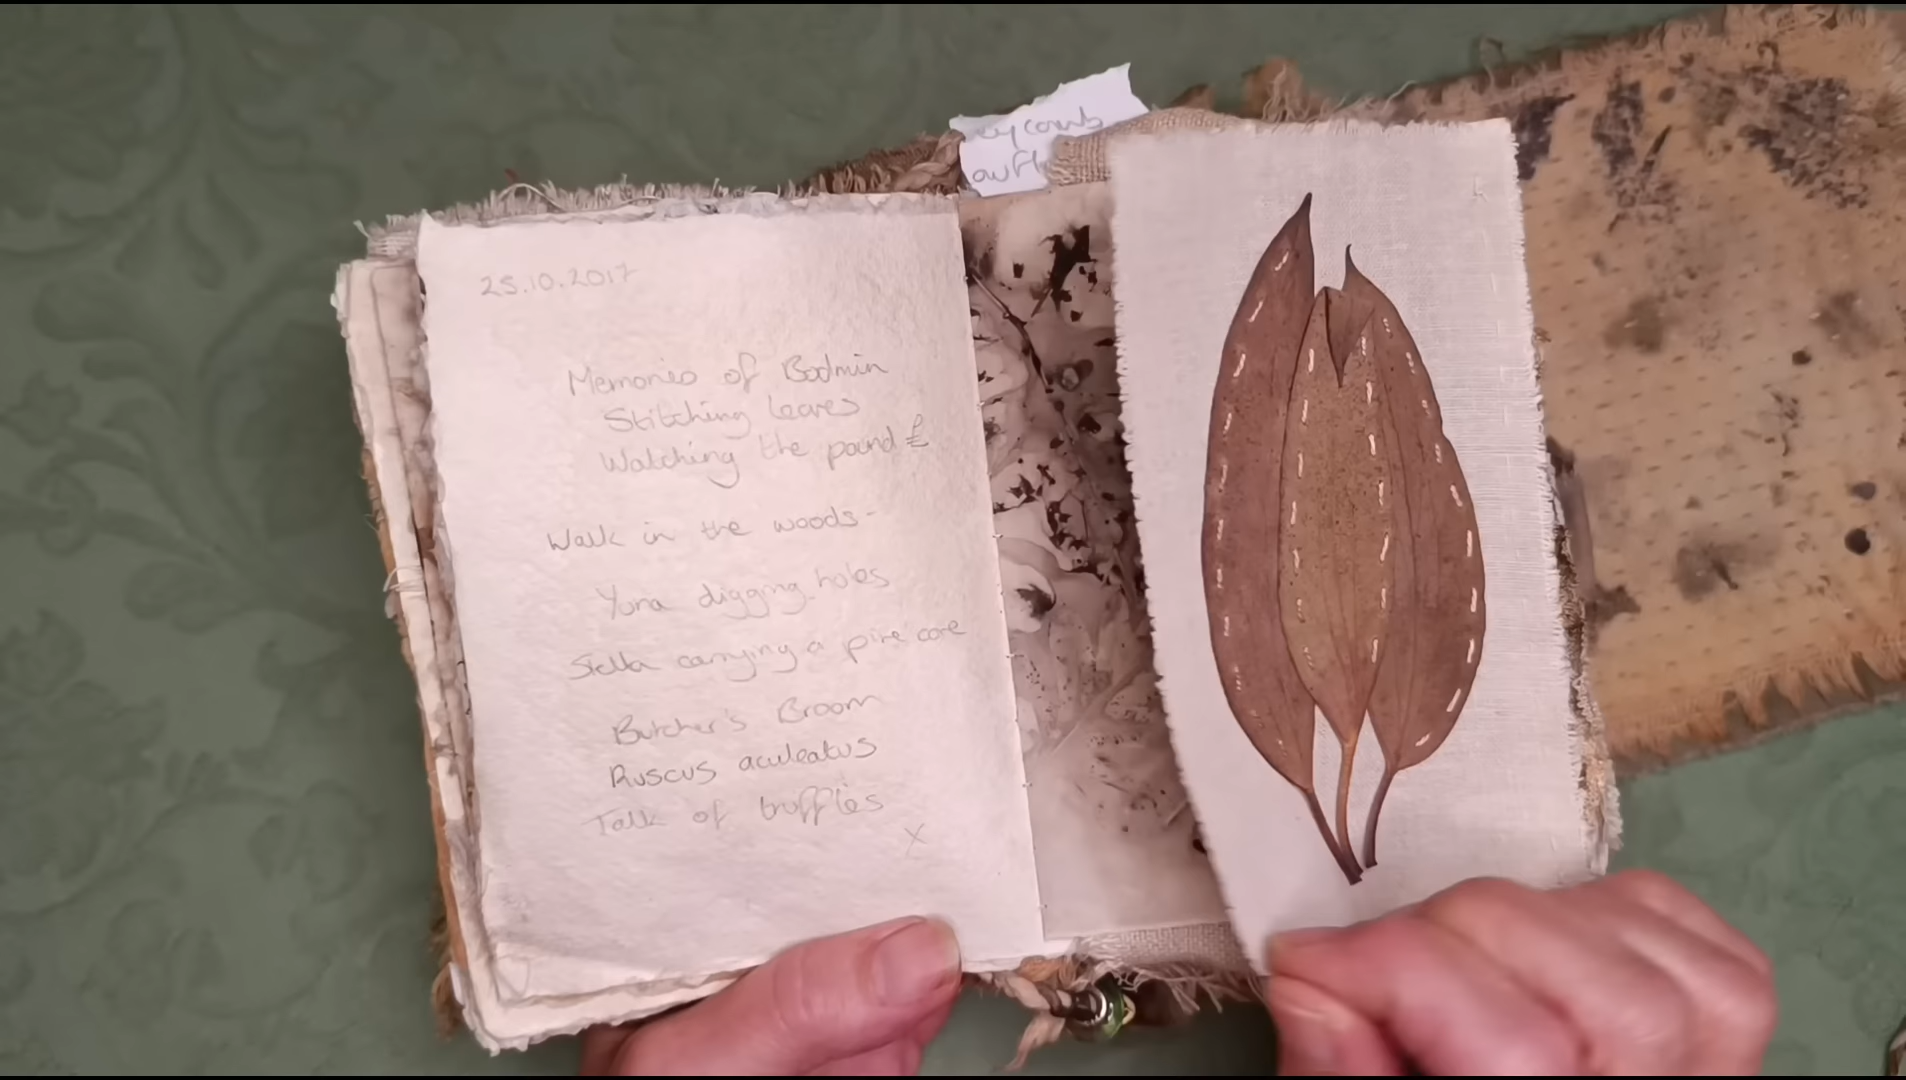 eycomb
25.10.2017
Memories of Bodmin
Stitching leaves
Watching the pound £
Walk in the woods -
Yuna digging holes
Stella carrying a pine cone
Butcher's Broom
Ruscus aculeatus
Talk of truffles
X